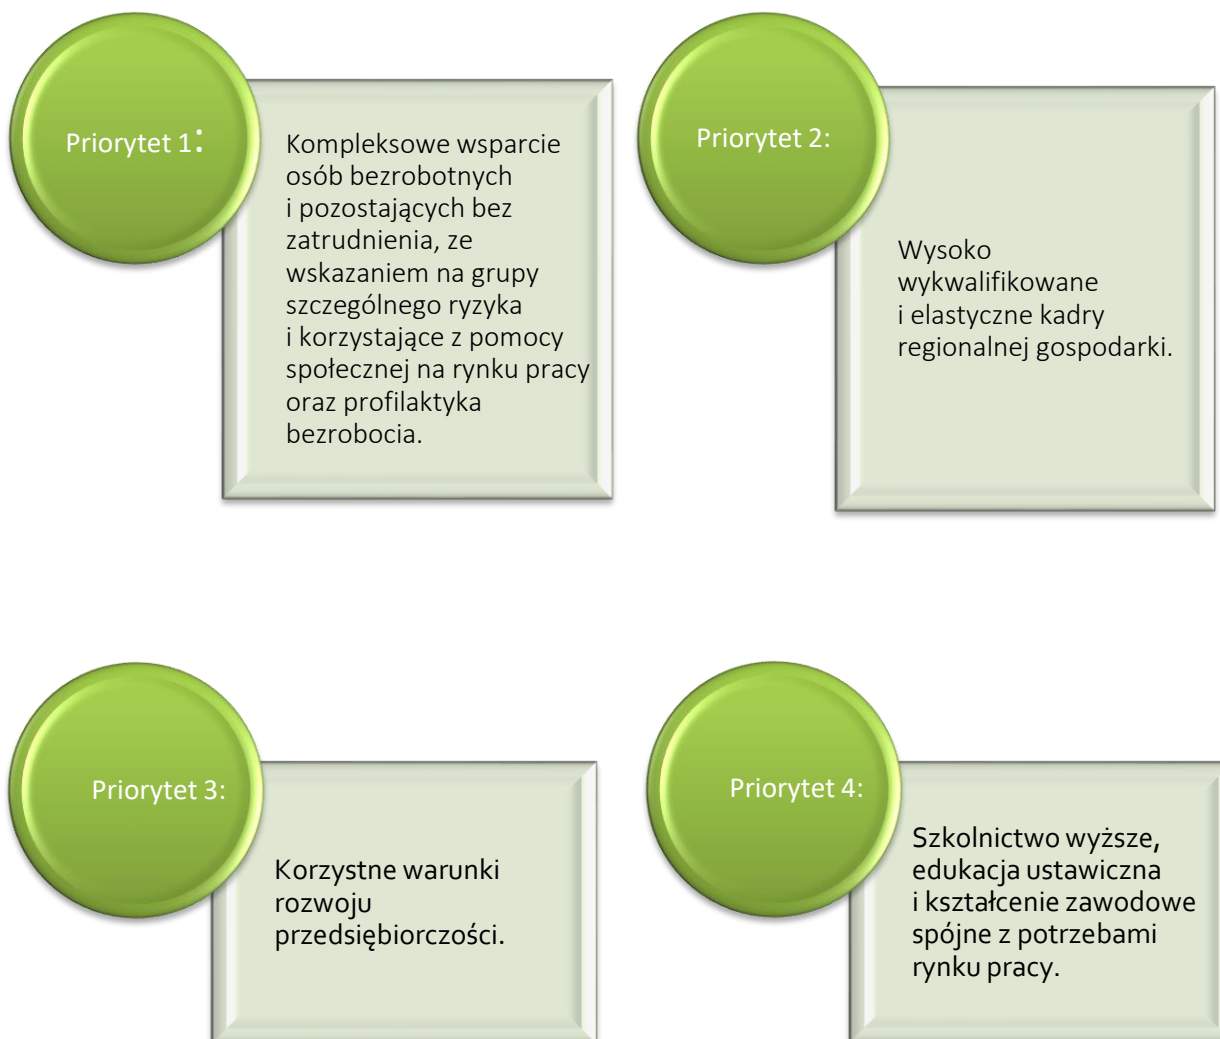 Priorytet 1:
Kompleksowe wsparcie
osób bezrobotnych
i pozostających bez
zatrudnienia, ze
wskazaniem na grupy
szczególnego ryzyka
i korzystające z pomocy
społecznej na rynku pracy
oraz profilaktyka
bezrobocia.
Priorytet 2:
Wysoko
wykwalifikowane
i elastyczne kadry
regionalnej gospodarki.
Priorytet 3:
Korzystne warunki
rozwoju
przedsiębiorczości.
Priorytet 4:
Szkolnictwo wyższe,
edukacja ustawiczna
i kształcenie zawodowe
spójne z potrzebami
rynku pracy.